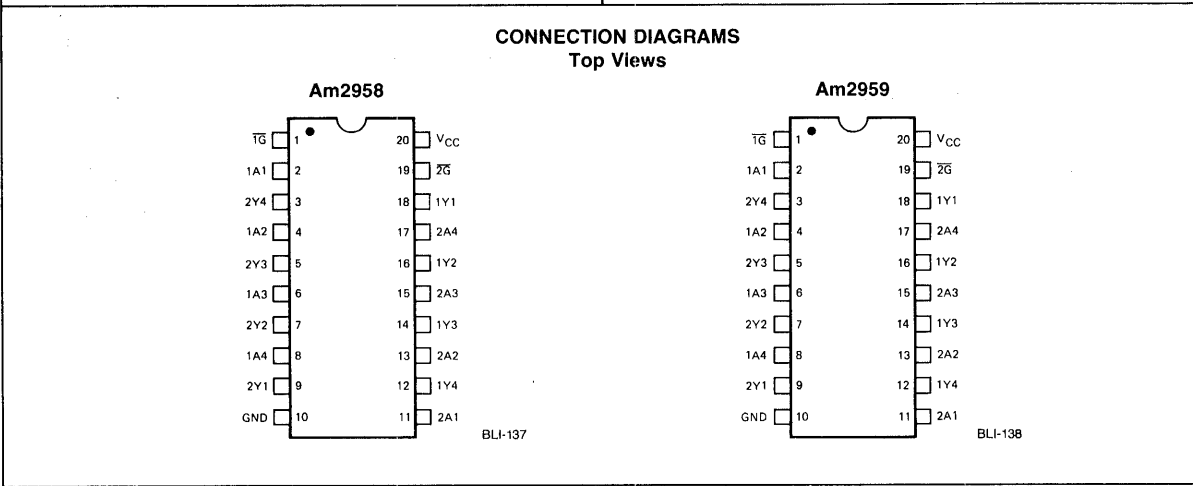 CONNECTION DIAGRAMS
Top Views
Am2958
1G̅ 1 20 VCC
1A1 2 19 2G̅
2Y4 3 18 1Y1
1A2 4 17 2A4
2Y3 5 16 1Y2
1A3 6 15 2A3
2Y2 7 14 1Y3
1A4 8 13 2A2
2Y1 9 12 1Y4
GND 10 11 2A1
BLI-137
Am2959
1G̅ 1 20 VCC
1A1 2 19 2G̅
2Y4 3 18 1Y1
1A2 4 17 2A4
2Y3 5 16 1Y2
1A3 6 15 2A3
2Y2 7 14 1Y3
1A4 8 13 2A2
2Y1 9 12 1Y4
GND 10 11 2A1
BLI-138